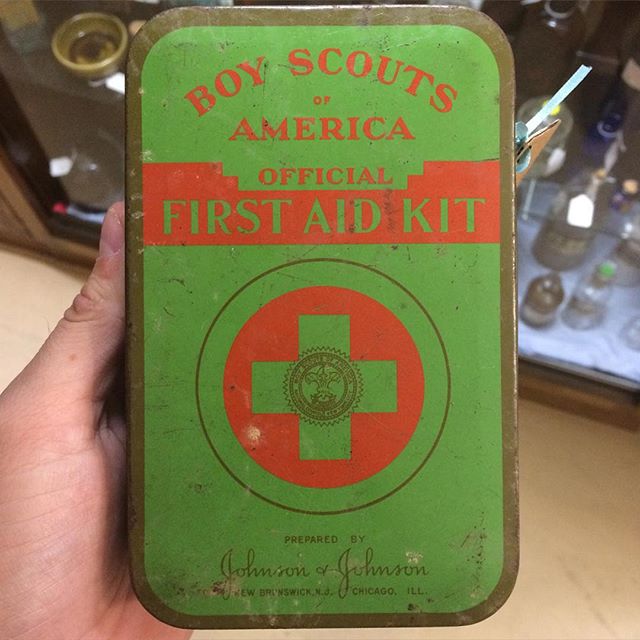 BOY SCOUTS
OF
AMERICA
OFFICIAL
FIRST AID KIT
PREPARED BY
Johnson & Johnson
NEW BRUNSWICK, N.J. CHICAGO, ILL.